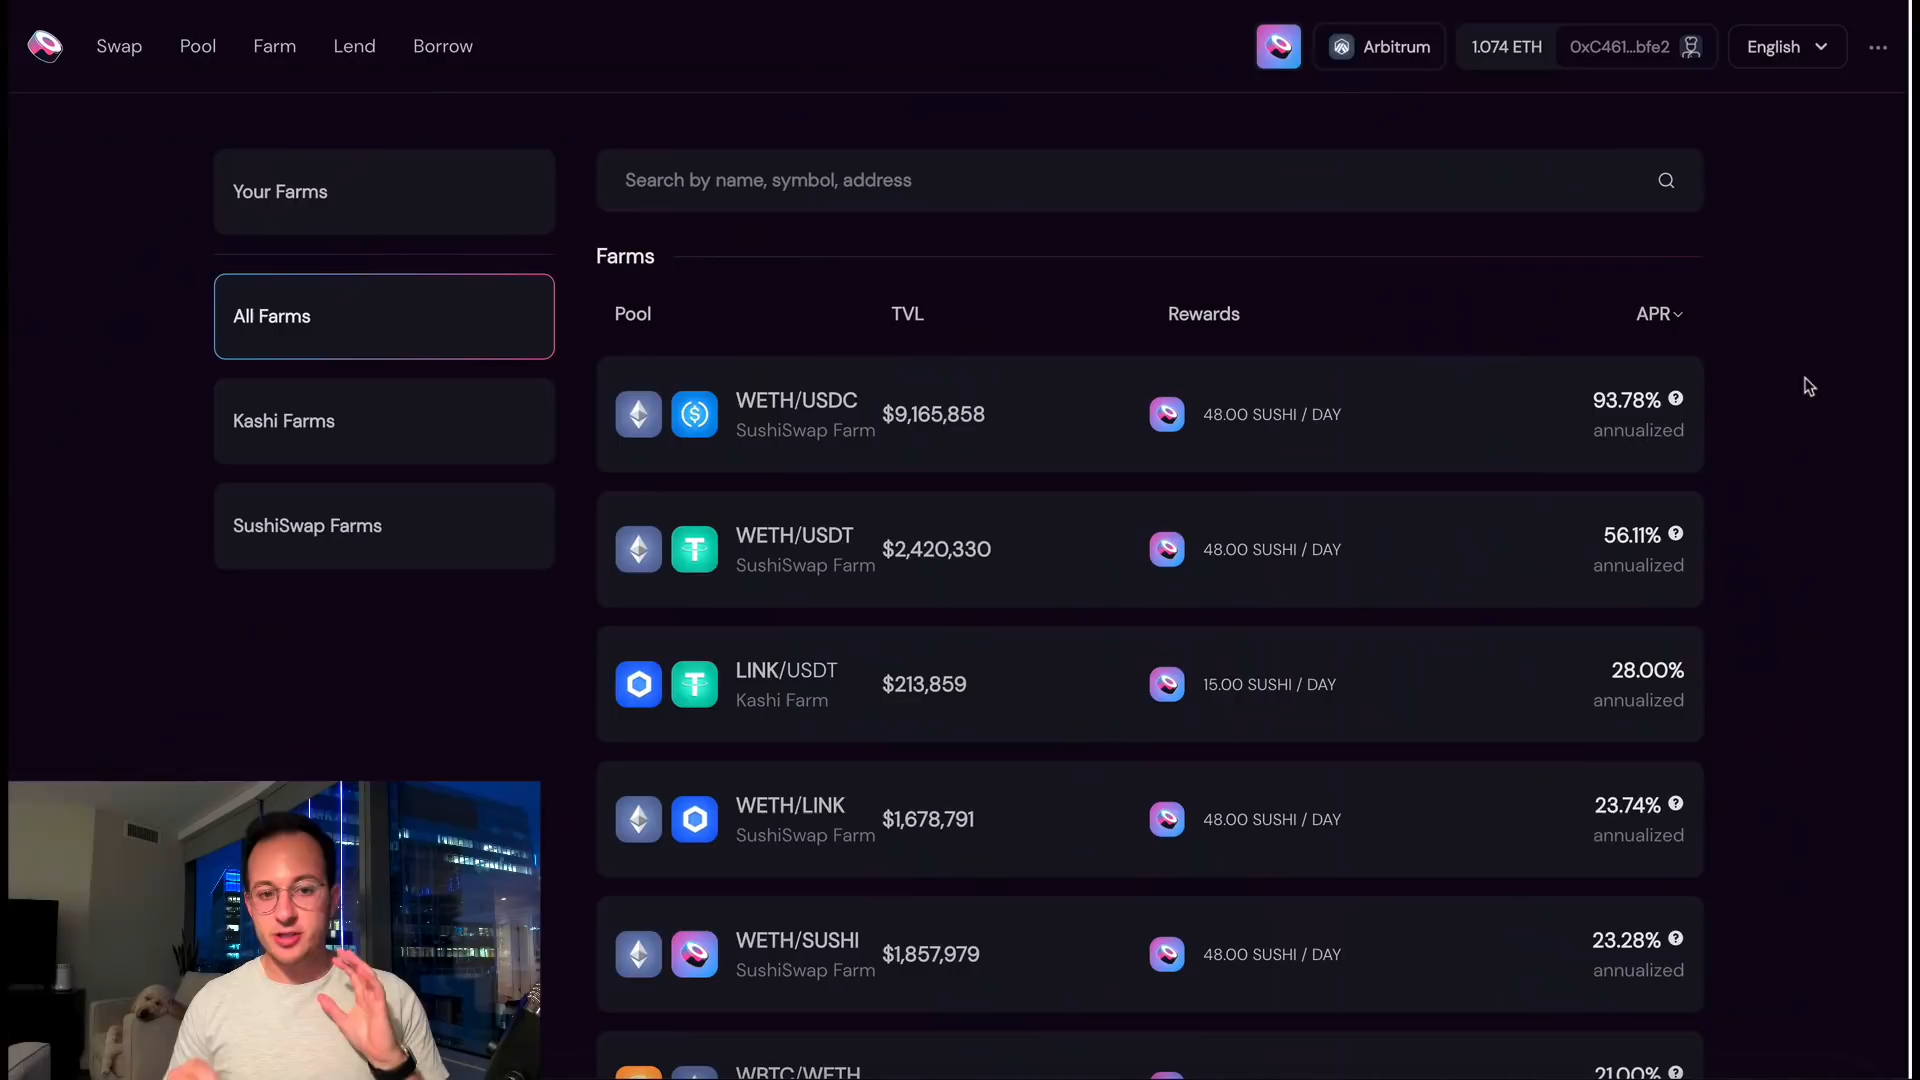 Swap
Pool
Farm
Lend
Borrow
Arbitrum
1.074 ETH
0xC461...bfe2
English
Your Farms
All Farms
Kashi Farms
SushiSwap Farms
Search by name, symbol, address
Farms
Pool
TVL
Rewards
APR
WETH/USDC
SushiSwap Farm
$9,165,858
48.00 SUSHI / DAY
93.78%
annualized
WETH/USDT
SushiSwap Farm
$2,420,330
48.00 SUSHI / DAY
56.11%
annualized
LINK/USDT
Kashi Farm
$213,859
15.00 SUSHI / DAY
28.00%
annualized
WETH/LINK
SushiSwap Farm
$1,678,791
48.00 SUSHI / DAY
23.74%
annualized
WETH/SUSHI
SushiSwap Farm
$1,857,979
48.00 SUSHI / DAY
23.28%
annualized
WBTC/WETH
21.00%